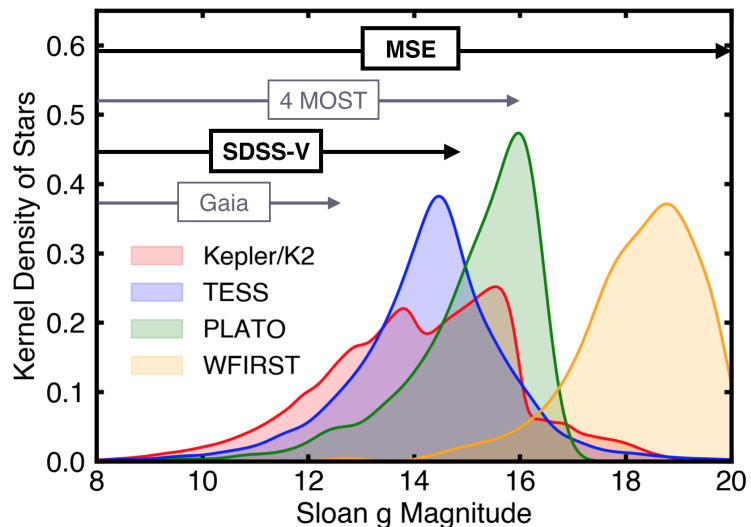 Kernel Density of Stars
0.6
0.5
0.4
0.3
0.2
0.1
0.0
MSE
4 MOST
SDSS-V
Gaia
Kepler/K2
TESS
PLATO
WFIRST
8 10 12 14 16 18 20
Sloan g Magnitude